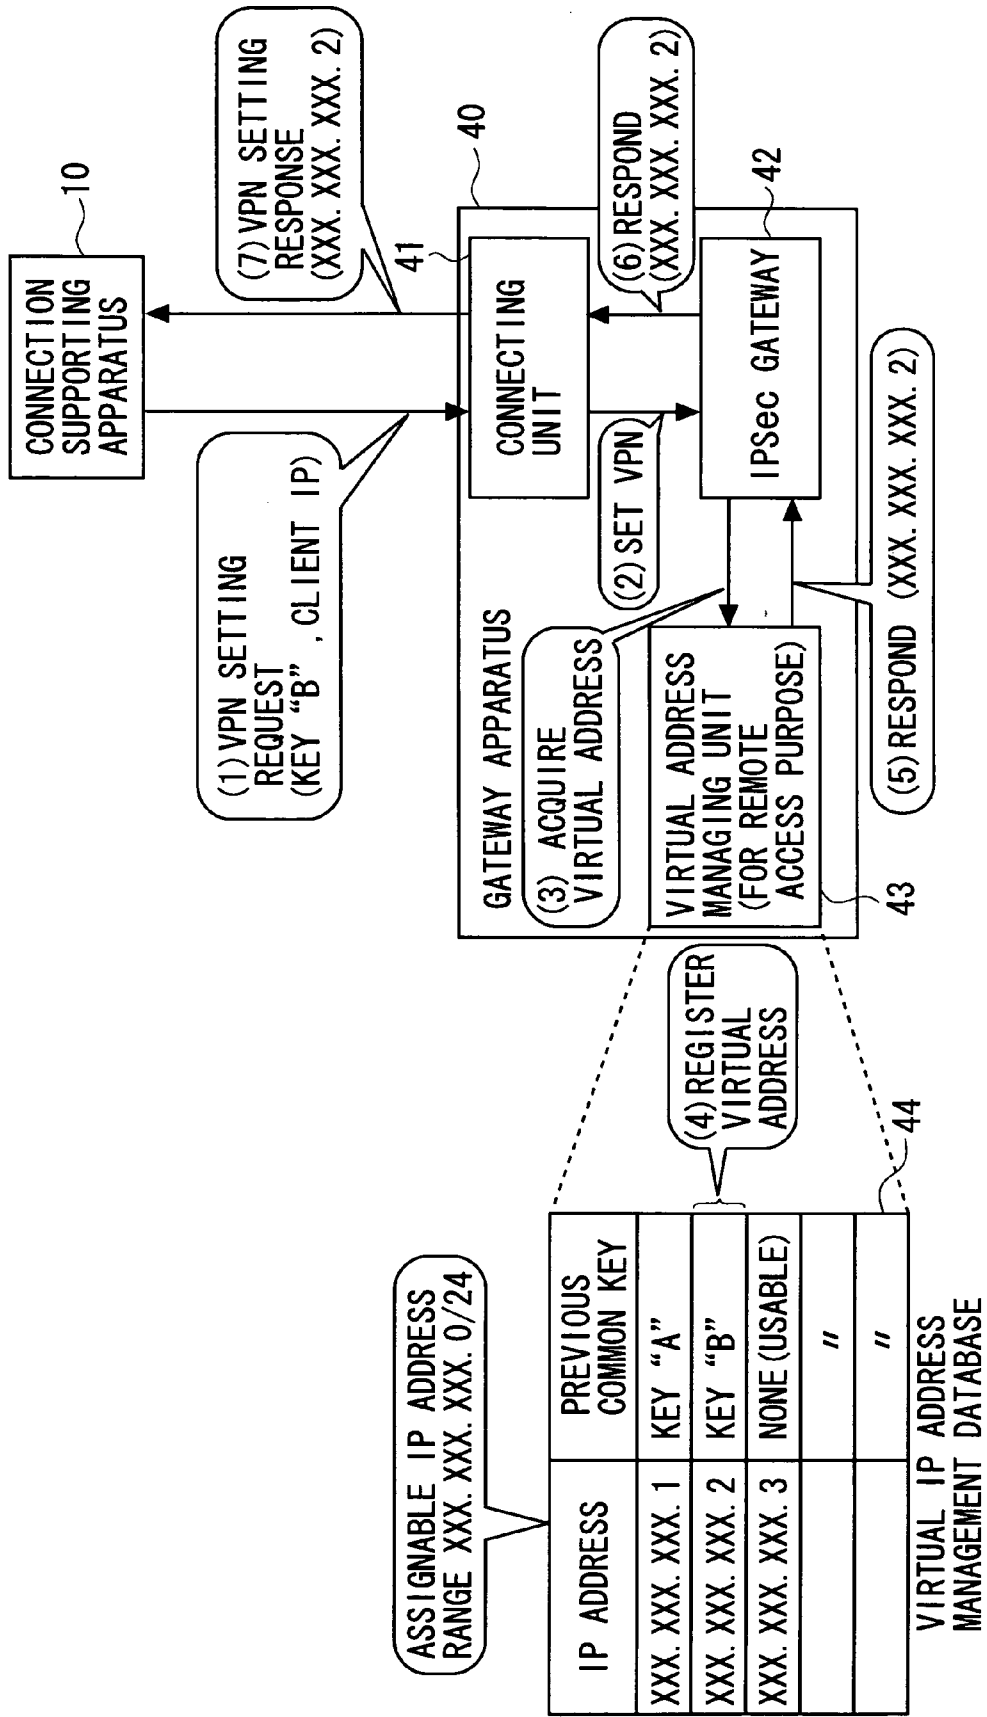 CONNECTION
SUPPORTING
APPARATUS
10
(1) VPN SETTING
REQUEST
(KEY “B” , CLIENT IP)
(7) VPN SETTING
RESPONSE
(XXX. XXX. XXX. 2)
40
GATEWAY APPARATUS
41
CONNECTING
UNIT
(2) SET VPN
(6) RESPOND
(XXX. XXX. XXX. 2)
42
IPSec GATEWAY
(3) ACQUIRE
VIRTUAL ADDRESS
VIRTUAL ADDRESS
MANAGING UNIT
(FOR REMOTE
ACCESS PURPOSE)
43
(5) RESPOND (XXX. XXX. XXX. 2)
(4) REGISTER
VIRTUAL
ADDRESS
ASSIGNABLE IP ADDRESS
RANGE XXX. XXX. XXX. 0/24
IP ADDRESS
PREVIOUS
COMMON KEY
XXX. XXX. XXX. 1
KEY “A”
XXX. XXX. XXX. 2
KEY “B”
XXX. XXX. XXX. 3
NONE (USABLE)
〃
〃
44
VIRTUAL IP ADDRESS
MANAGEMENT DATABASE